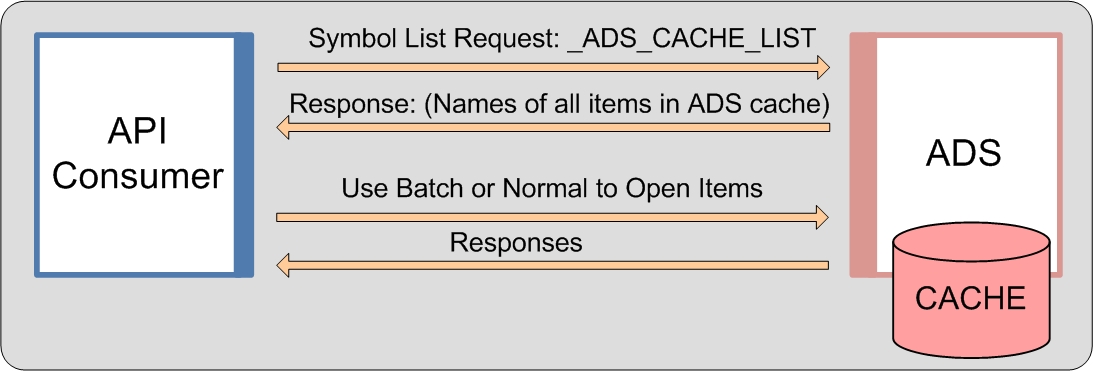 Symbol List Request: _ADS_CACHE_LIST
Response: (Names of all items in ADS cache)
API
Consumer
ADS
Use Batch or Normal to Open Items
Responses
CACHE